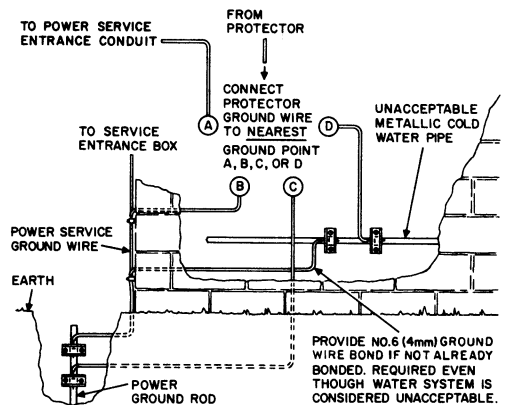 FROM
PROTECTOR
TO POWER SERVICE
ENTRANCE CONDUIT
CONNECT
PROTECTOR
GROUND WIRE
TO NEAREST
GROUND POINT
A, B, C, OR D
UNACCEPTABLE
METALLIC COLD
WATER PIPE
A
D
TO SERVICE
ENTRANCE BOX
B
C
POWER SERVICE
GROUND WIRE
EARTH
PROVIDE NO.6 (4mm) GROUND
WIRE BOND IF NOT ALREADY
BONDED. REQUIRED EVEN
THOUGH WATER SYSTEM IS
CONSIDERED UNACCEPTABLE.
POWER
GROUND ROD